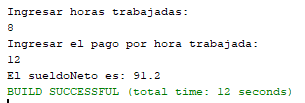 Ingresar horas trabajadas:
8
Ingresar el pago por hora trabajada:
12
El sueldoNeto es: 91.2
BUILD SUCCESSFUL (total time: 12 seconds)